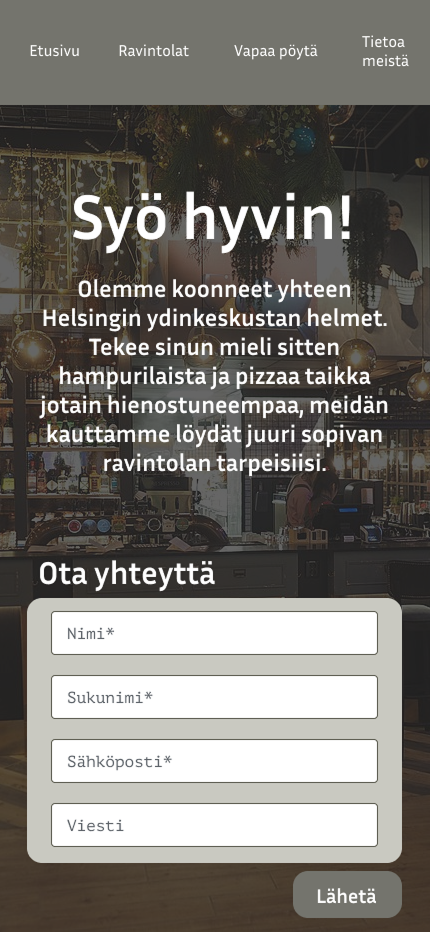 Etusivu Ravintolat Vapaa pöytä Tietoa
meistä
Syö hyvin!
Olemme koonneet yhteen
Helsingin ydinkeskustan helmet.
Tekee sinun mieli sitten
hampurilaista ja pizzaa taikka
jotain hienostuneempaa, meidän
kauttamme löydät juuri sopivan
ravintolan tarpeisiisi.
Ota yhteyttä
Nimi*
Sukunimi*
Sähköposti*
Viesti
Lähetä